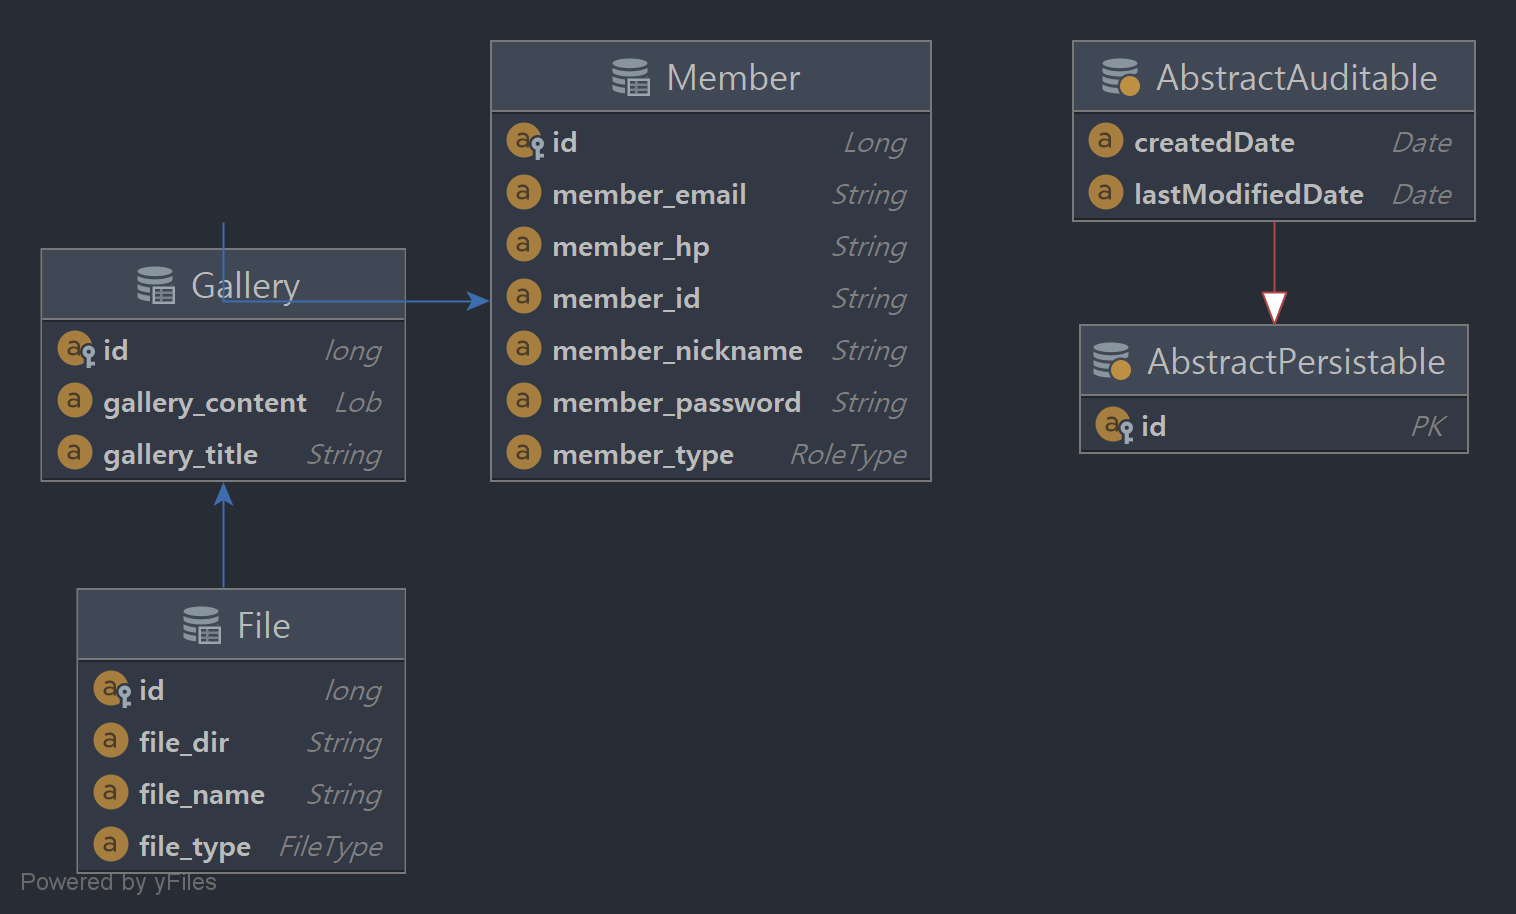 Member
id Long
member_email String
member_hp String
member_id String
member_nickname String
member_password String
member_type RoleType
AbstractAuditable
createdDate Date
lastModifiedDate Date
Gallery
id long
gallery_content Lob
gallery_title String
AbstractPersistable
id PK
File
id long
file_dir String
file_name String
file_type FileType
Powered by yFiles